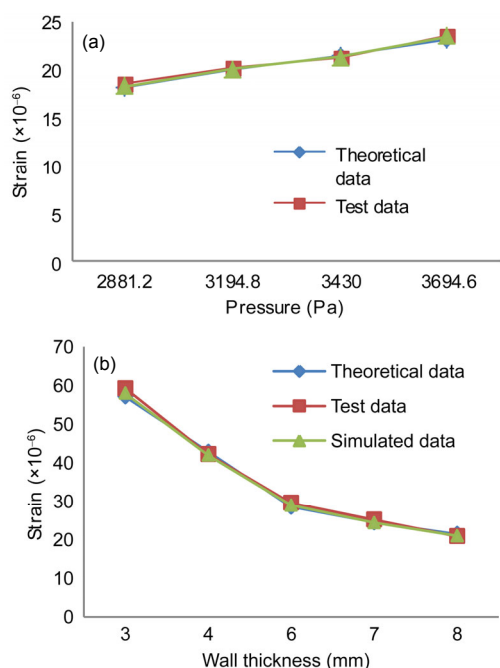 (a)
25
20
15
10
5
0
Strain (×10⁻⁶)
Theoretical
data
Test data
2881.2 3194.8 3430 3694.6
Pressure (Pa)
(b)
70
60
50
40
30
20
10
0
Strain (×10⁻⁶)
Theoretical data
Test data
Simulated data
3 4 6 7 8
Wall thickness (mm)